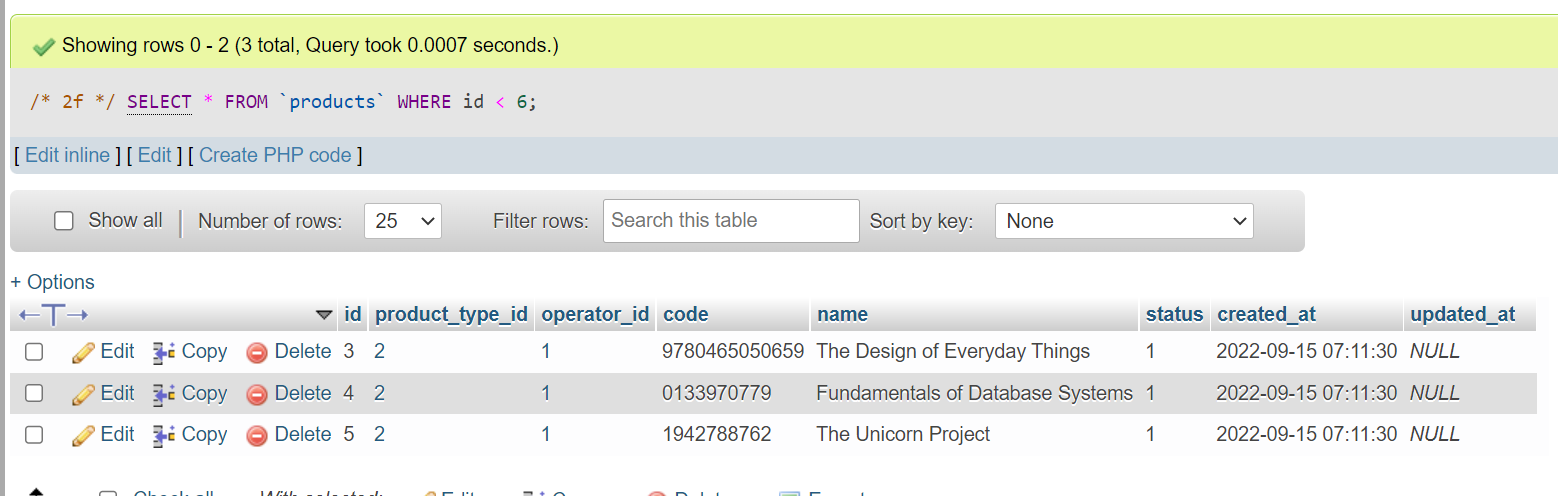 Showing rows 0 - 2 (3 total, Query took 0.0007 seconds.)
/* 2f */ SELECT * FROM `products` WHERE id < 6;
[ Edit inline ] [ Edit ] [ Create PHP code ]
Show all Number of rows: 25 Filter rows: Search this table Sort by key: None
+ Options
id product_type_id operator_id code name status created_at updated_at
Edit Copy Delete 3 2 1 9780465050659 The Design of Everyday Things 1 2022-09-15 07:11:30 NULL
Edit Copy Delete 4 2 1 0133970779 Fundamentals of Database Systems 1 2022-09-15 07:11:30 NULL
Edit Copy Delete 5 2 1 1942788762 The Unicorn Project 1 2022-09-15 07:11:30 NULL
Check all With selected: Edit